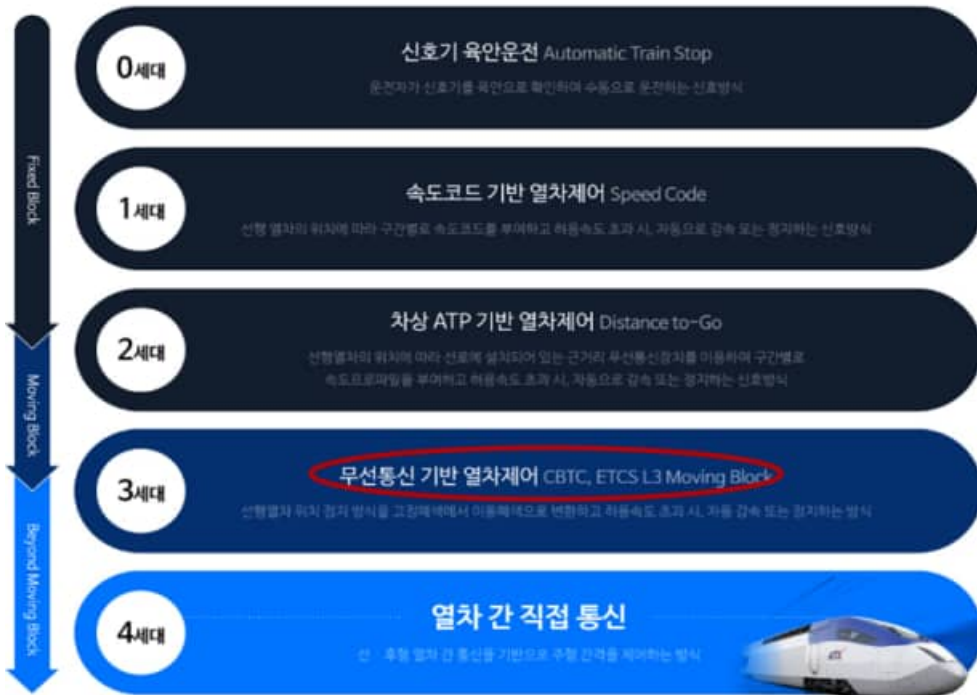 Fixed Block
Moving Block
Beyond Moving Block
0세대
신호기 육안운전 Automatic Train Stop
운전자가 신호기를 육안으로 확인하여 수동으로 운전하는 신호방식
1세대
속도코드 기반 열차제어 Speed Code
선행 열차의 위치에 따라 구간별로 속도코드를 부여하고 허용속도 초과 시, 자동으로 감속 또는 정지하는 신호방식
2세대
차상 ATP 기반 열차제어 Distance to-Go
선행열차의 위치에 따라 선로에 설치되어 있는 근거리 무선통신장치를 이용하여 구간별로
속도프로파일을 부여하고 허용속도 초과 시, 자동으로 감속 또는 정지하는 신호방식
3세대
무선통신 기반 열차제어 CBTC, ETCS L3 Moving Block
선행열차 위치 검지 방식을 고정폐색에서 이동폐색으로 변환하고 허용속도 초과 시, 자동 감속 또는 정지하는 방식
4세대
열차 간 직접 통신
선 후행 열차 간 통신을 기반으로 주행 간격을 제어하는 방식